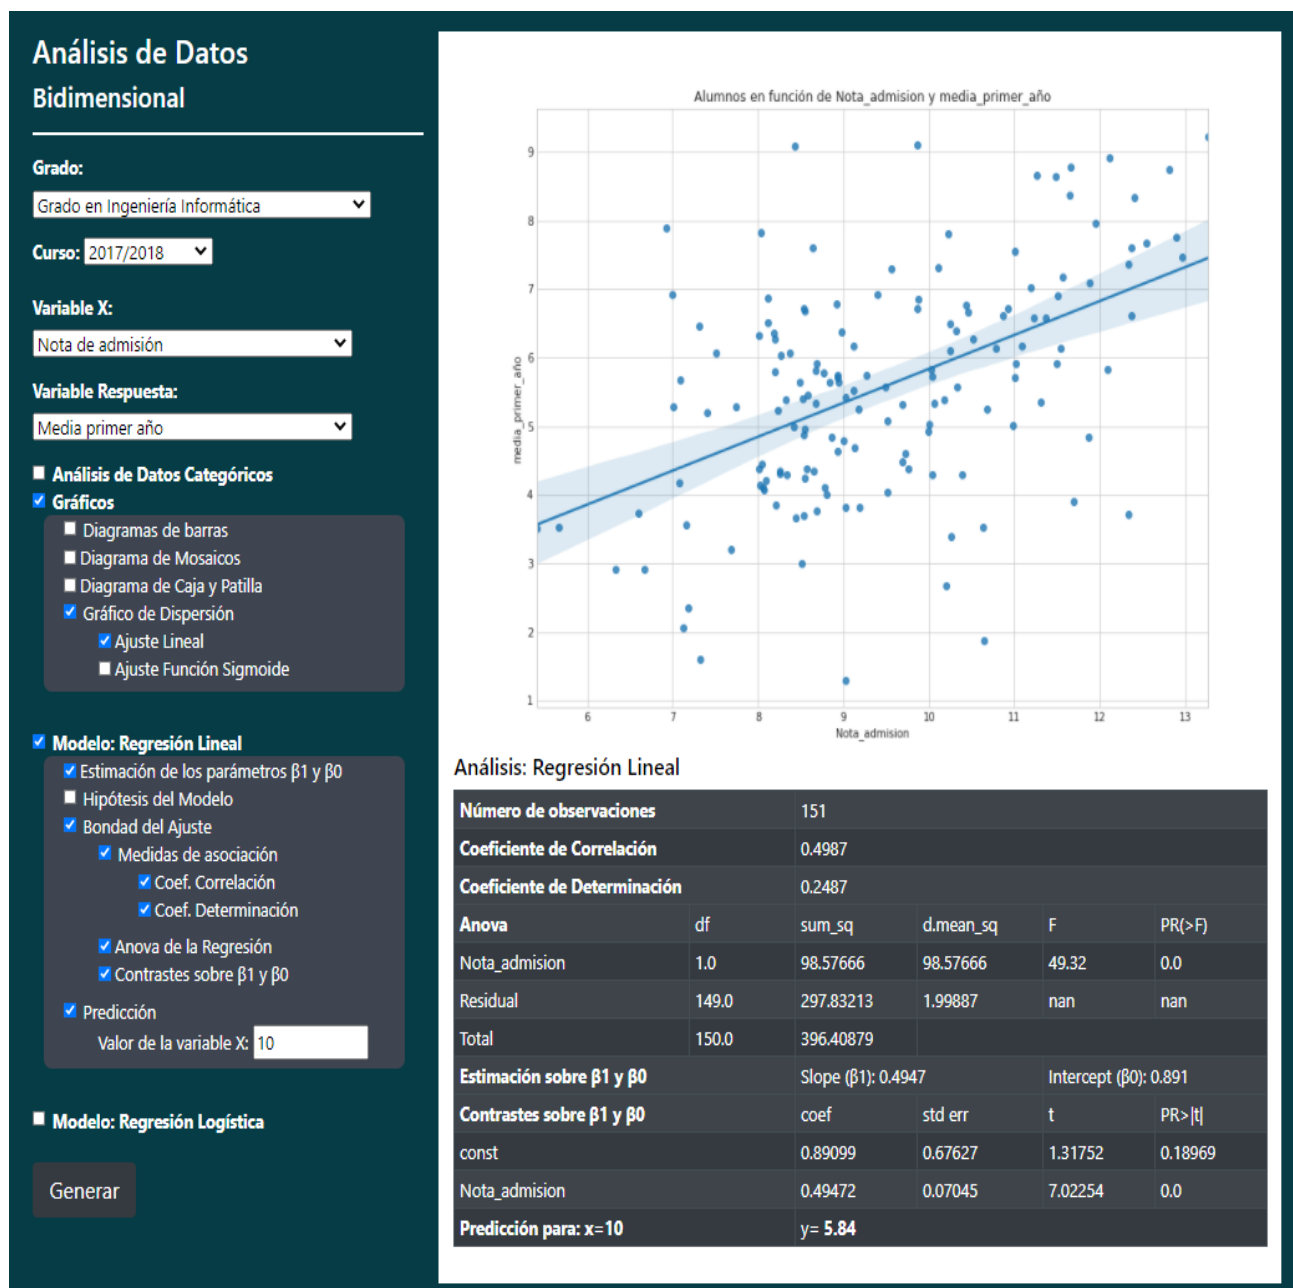 Análisis de Datos
Bidimensional
Grado:
Grado en Ingeniería Informática
Curso: 2017/2018
Variable X:
Nota de admisión
Variable Respuesta:
Media primer año
Análisis de Datos Categóricos
Gráficos
Diagramas de barras
Diagrama de Mosaicos
Diagrama de Caja y Patilla
Gráfico de Dispersión
Ajuste Lineal
Ajuste Función Sigmoide
Modelo: Regresión Lineal
Estimación de los parámetros β1 y β0
Hipótesis del Modelo
Bondad del Ajuste
Medidas de asociación
Coef. Correlación
Coef. Determinación
Anova de la Regresión
Contrastes sobre β1 y β0
Predicción
Valor de la variable X: 10
Modelo: Regresión Logística
Generar
Alumnos en función de Nota_admision y media_primer_año
9
8
7
6
5
4
3
2
1
media_primer_año
6 7 8 9 10 11 12 13
Nota_admision
Análisis: Regresión Lineal
Número de observaciones 151
Coeficiente de Correlación 0.4987
Coeficiente de Determinación 0.2487
Anova df sum_sq d.mean_sq F PR(>F)
Nota_admision 1.0 98.57666 98.57666 49.32 0.0
Residual 149.0 297.83213 1.99887 nan nan
Total 150.0 396.40879
Estimación sobre β1 y β0 Slope (β1): 0.4947 Intercept (β0): 0.891
Contrastes sobre β1 y β0 coef std err t PR>|t|
const 0.89099 0.67627 1.31752 0.18969
Nota_admision 0.49472 0.07045 7.02254 0.0
Predicción para: x=10 y= 5.84